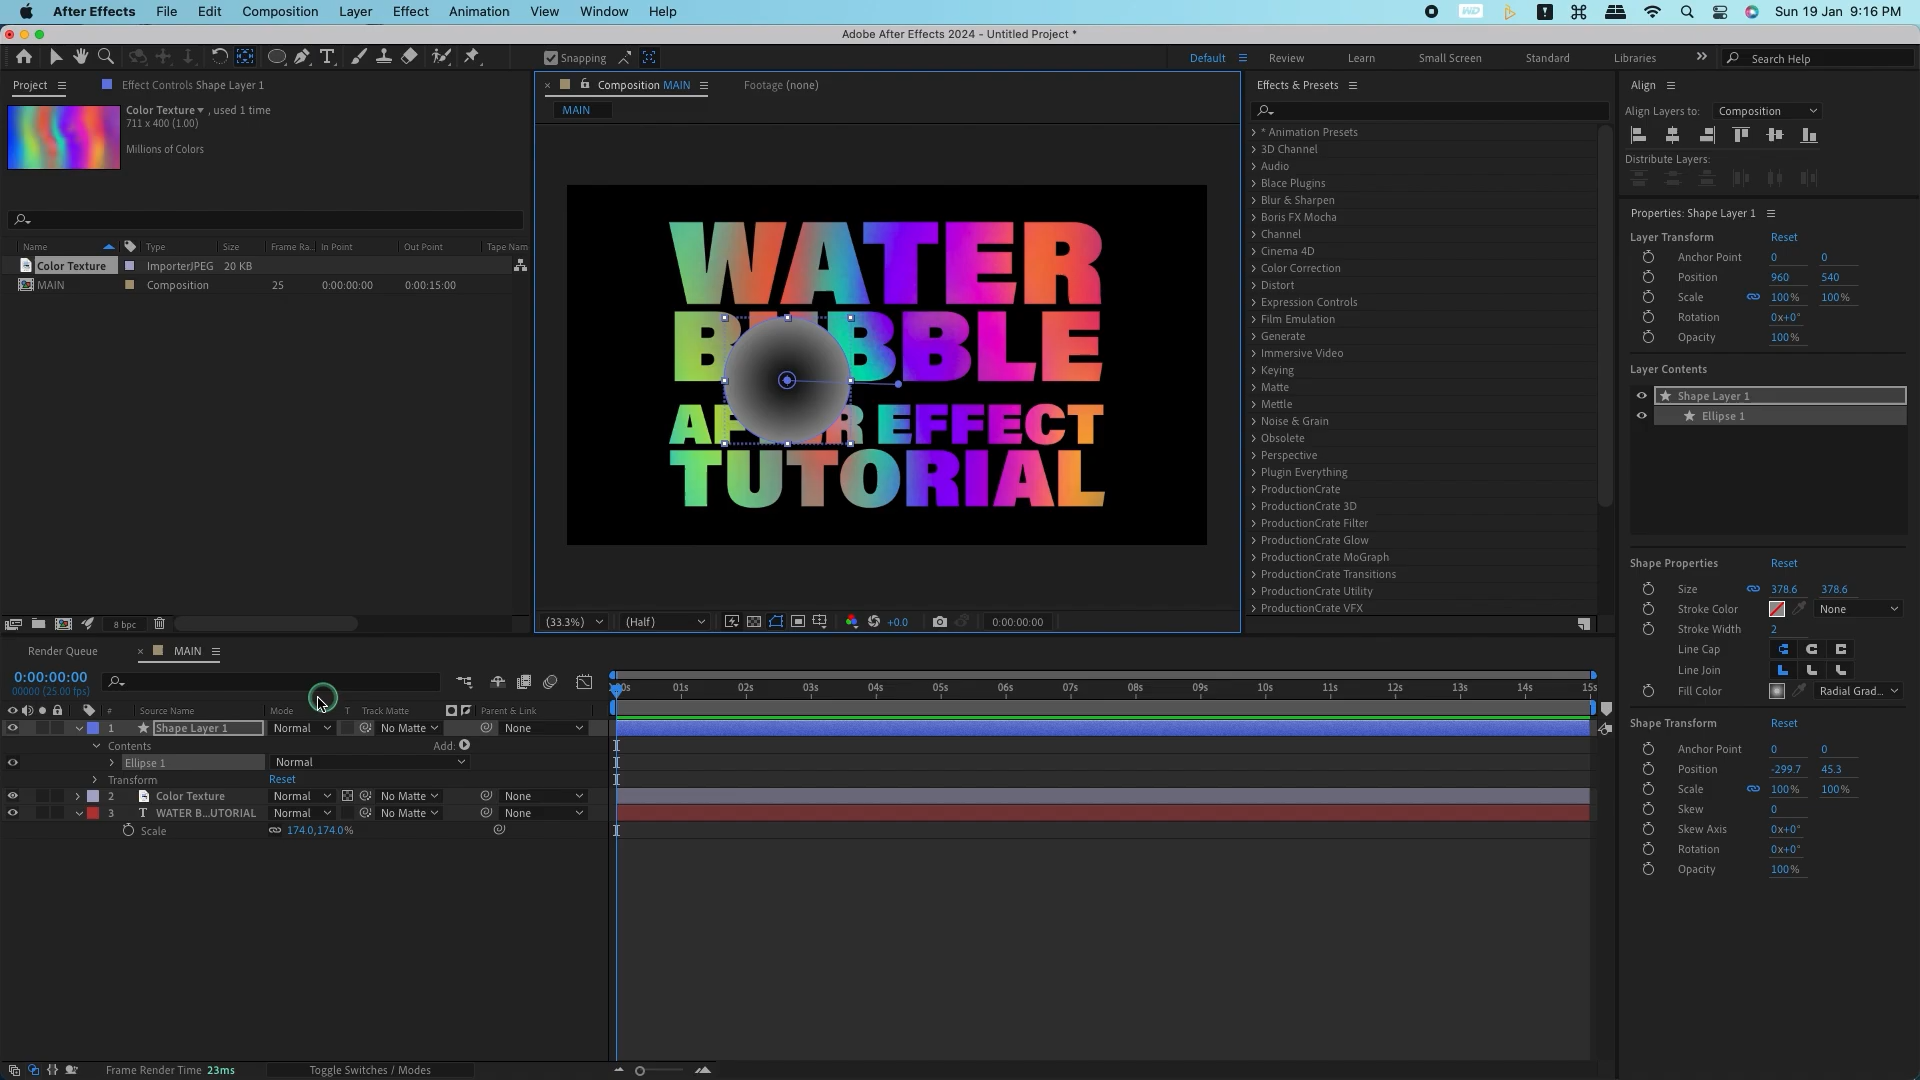 After Effects File Edit Composition Layer Effect Animation View Window Help Sun 19 Jan 9:16 PM
Adobe After Effects 2024 - Untitled Project *
Snapping Default Review Learn Small Screen Standard Libraries Search Help
Project Effect Controls Shape Layer 1
Color Texture , used 1 time
711 x 400 (1.00)
Millions of Colors
Name Type Size Frame Ra... In Point Out Point Tape Nam
Color Texture ImporterJPEG 20 KB
MAIN Composition 25 0:00:00:00 0:00:15:00
8 bpc
Composition MAIN Footage (none)
MAIN
WATER
BUBBLE
AFTER EFFECT
TUTORIAL
(33.3%) (Half) +0.0 0:00:00:00
Effects & Presets
* Animation Presets
3D Channel
Audio
Blace Plugins
Blur & Sharpen
Boris FX Mocha
Channel
Cinema 4D
Color Correction
Distort
Expression Controls
Film Emulation
Generate
Immersive Video
Keying
Matte
Mettle
Noise & Grain
Obsolete
Perspective
Plugin Everything
ProductionCrate
ProductionCrate 3D
ProductionCrate Filter
ProductionCrate Glow
ProductionCrate MoGraph
ProductionCrate Transitions
ProductionCrate Utility
ProductionCrate VFX
Align
Align Layers to: Composition
Distribute Layers:
Properties: Shape Layer 1
Layer Transform Reset
Anchor Point 0 0
Position 960 540
Scale 100% 100%
Rotation 0x+0°
Opacity 100%
Layer Contents
Shape Layer 1
Ellipse 1
Shape Properties Reset
Size 378.6 378.6
Stroke Color None
Stroke Width 2
Line Cap
Line Join
Fill Color Radial Grad...
Shape Transform Reset
Anchor Point 0 0
Position -299.7 45.3
Scale 100% 100%
Skew 0
Skew Axis 0x+0°
Rotation 0x+0°
Opacity 100%
Render Queue MAIN
0:00:00:00
00000 (25.00 fps)
01s 02s 03s 04s 05s 06s 07s 08s 09s 10s 11s 12s 13s 14s 15s
# Source Name Mode T Track Matte Parent & Link
1 Shape Layer 1 Normal No Matte None
Contents Add:
Ellipse 1 Normal
Transform Reset
2 Color Texture Normal No Matte None
3 T WATER B...UTORIAL Normal No Matte None
Scale 174.0,174.0%
Frame Render Time 23ms Toggle Switches / Modes